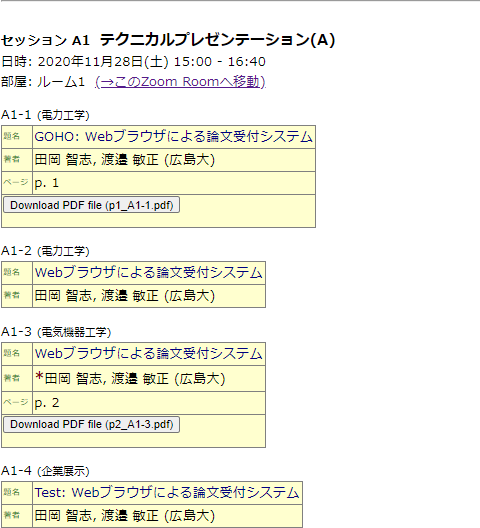 セッション A1 テクニカルプレゼンテーション(A)
日時: 2020年11月28日(土) 15:00 - 16:40
部屋: ルーム1 (→このZoom Roomへ移動)
A1-1 (電力工学)
題名 GOHO: Webブラウザによる論文受付システム
著者 田岡 智志, 渡邉 敏正 (広島大)
ページ p. 1
Download PDF file (p1_A1-1.pdf)
A1-2 (電力工学)
題名 Webブラウザによる論文受付システム
著者 田岡 智志, 渡邉 敏正 (広島大)
A1-3 (電気機器工学)
題名 Webブラウザによる論文受付システム
著者 *田岡 智志, 渡邉 敏正 (広島大)
ページ p. 2
Download PDF file (p2_A1-3.pdf)
A1-4 (企業展示)
題名 Test: Webブラウザによる論文受付システム
著者 田岡 智志, 渡邉 敏正 (広島大)